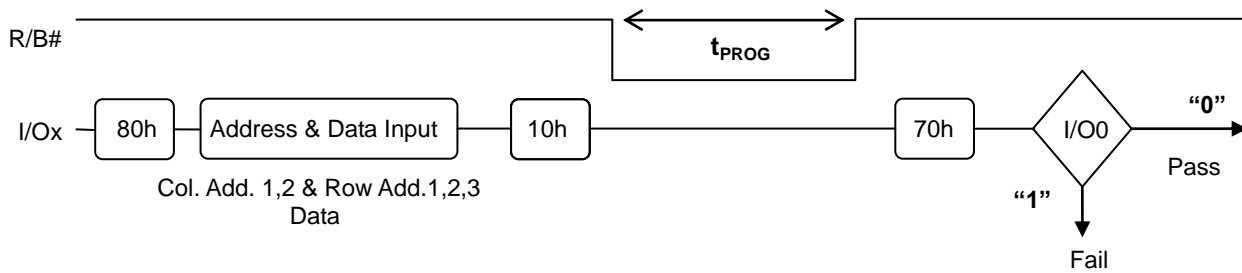 R/B#
tPROG
I/Ox
80h
Address & Data Input
10h
70h
I/O0
“0”
Pass
Col. Add. 1,2 & Row Add.1,2,3
Data
“1”
Fail